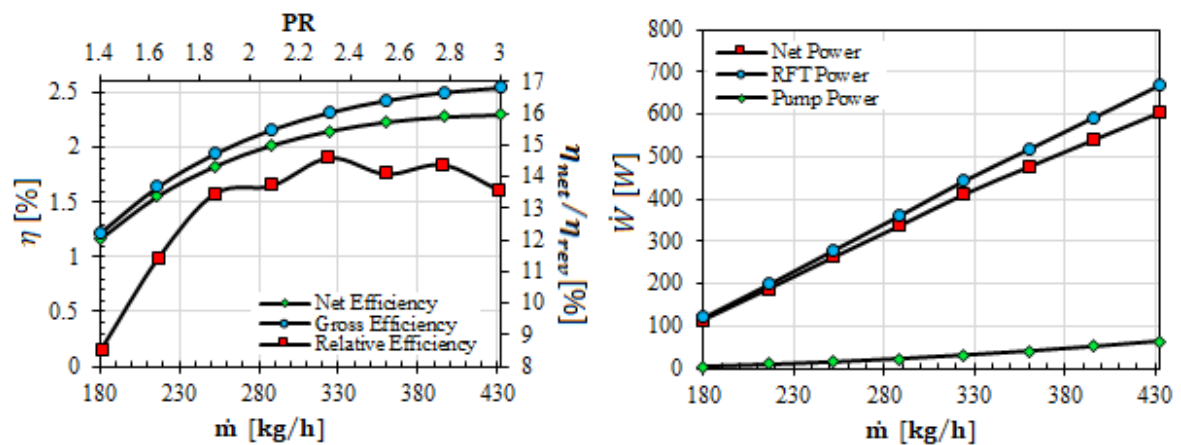 PR
1.4 1.6 1.8 2 2.2 2.4 2.6 2.8 3
2.5
2
1.5
1
0.5
0
η [%]
17
16
15
14
13
12
11
10
9
8
η_net/η_rev [%]
Net Efficiency
Gross Efficiency
Relative Efficiency
180 230 280 330 380 430
ṁ [kg/h]
800
700
600
500
400
300
200
100
0
Ẇ [W]
Net Power
RFT Power
Pump Power
180 230 280 330 380 430
ṁ [kg/h]